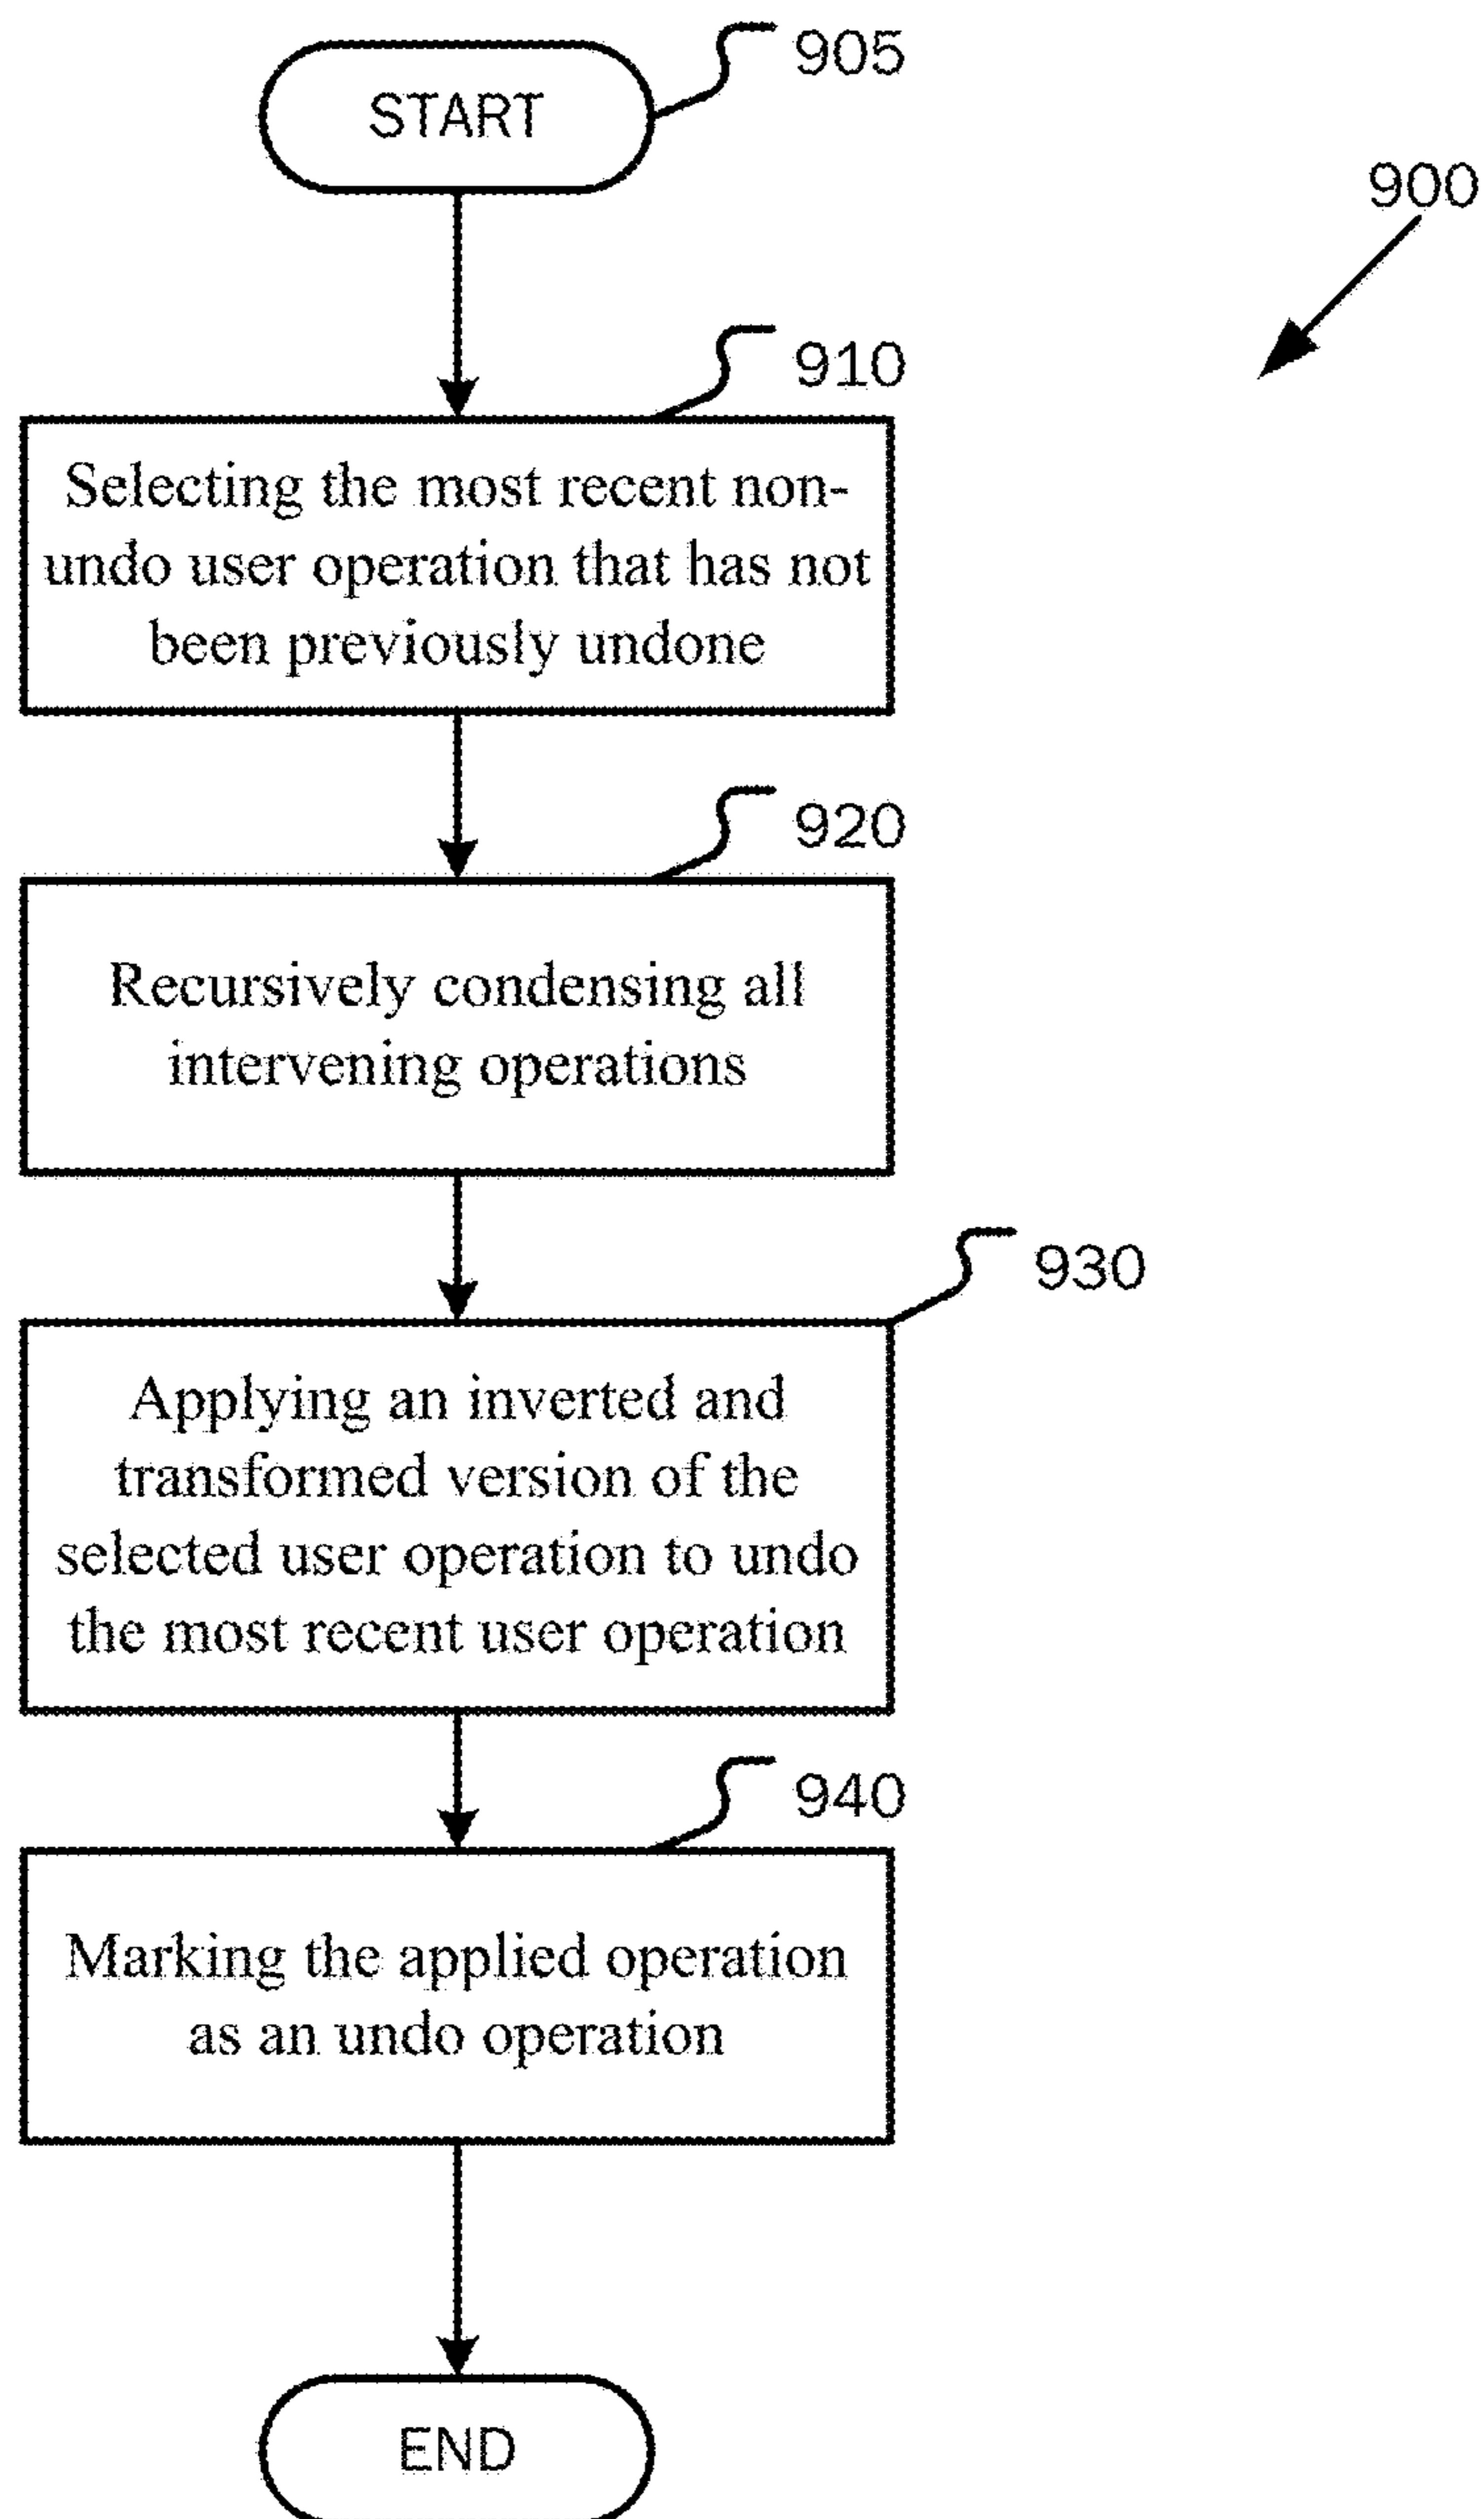 START
905
900
910
Selecting the most recent non-
undo user operation that has not
been previously undone
920
Recursively condensing all
intervening operations
930
Applying an inverted and
transformed version of the
selected user operation to undo
the most recent user operation
940
Marking the applied operation
as an undo operation
END